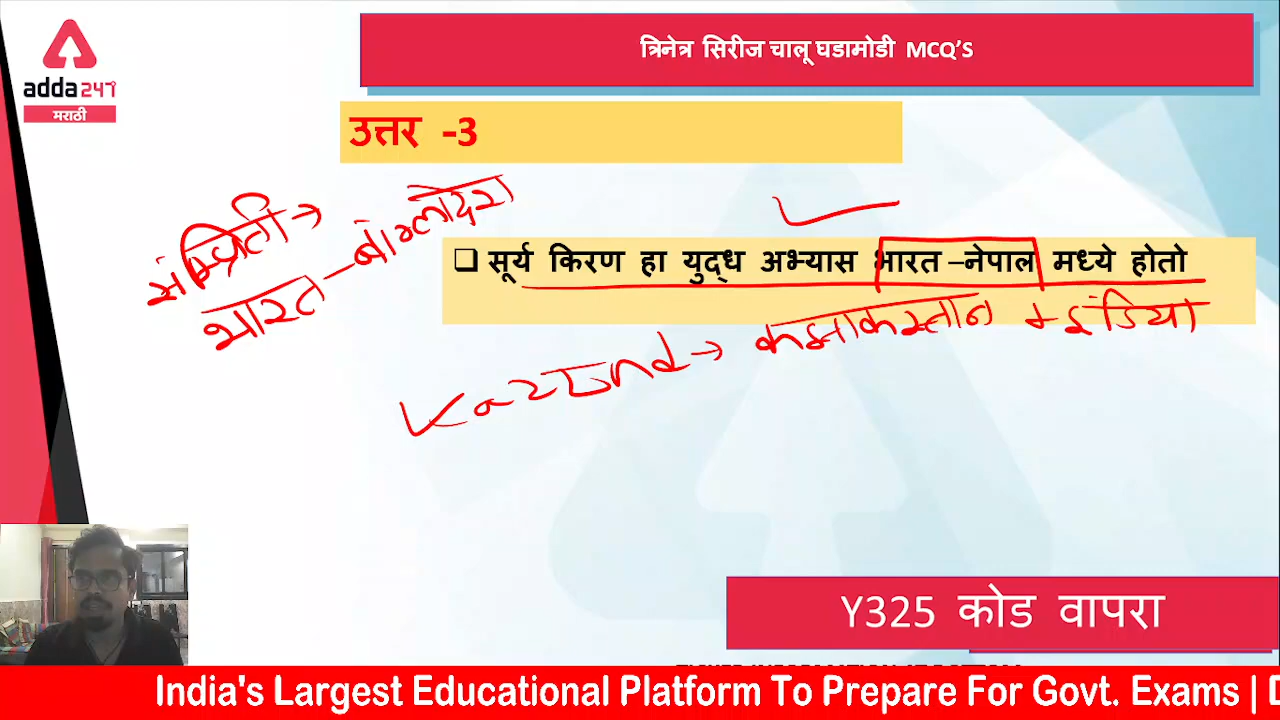 त्रिनेत्र सिरीज चालू घडामोडी MCQ'S
adda247
मराठी
उत्तर -3
संम्प्रिती →
भारत - बांग्लादेश
❑ सूर्य किरण हा युद्ध अभ्यास भारत –नेपाल मध्ये होतो
Kazind → कझाकस्तान + इंडिया
Y325 कोड वापरा
India's Largest Educational Platform To Prepare For Govt. Exams |